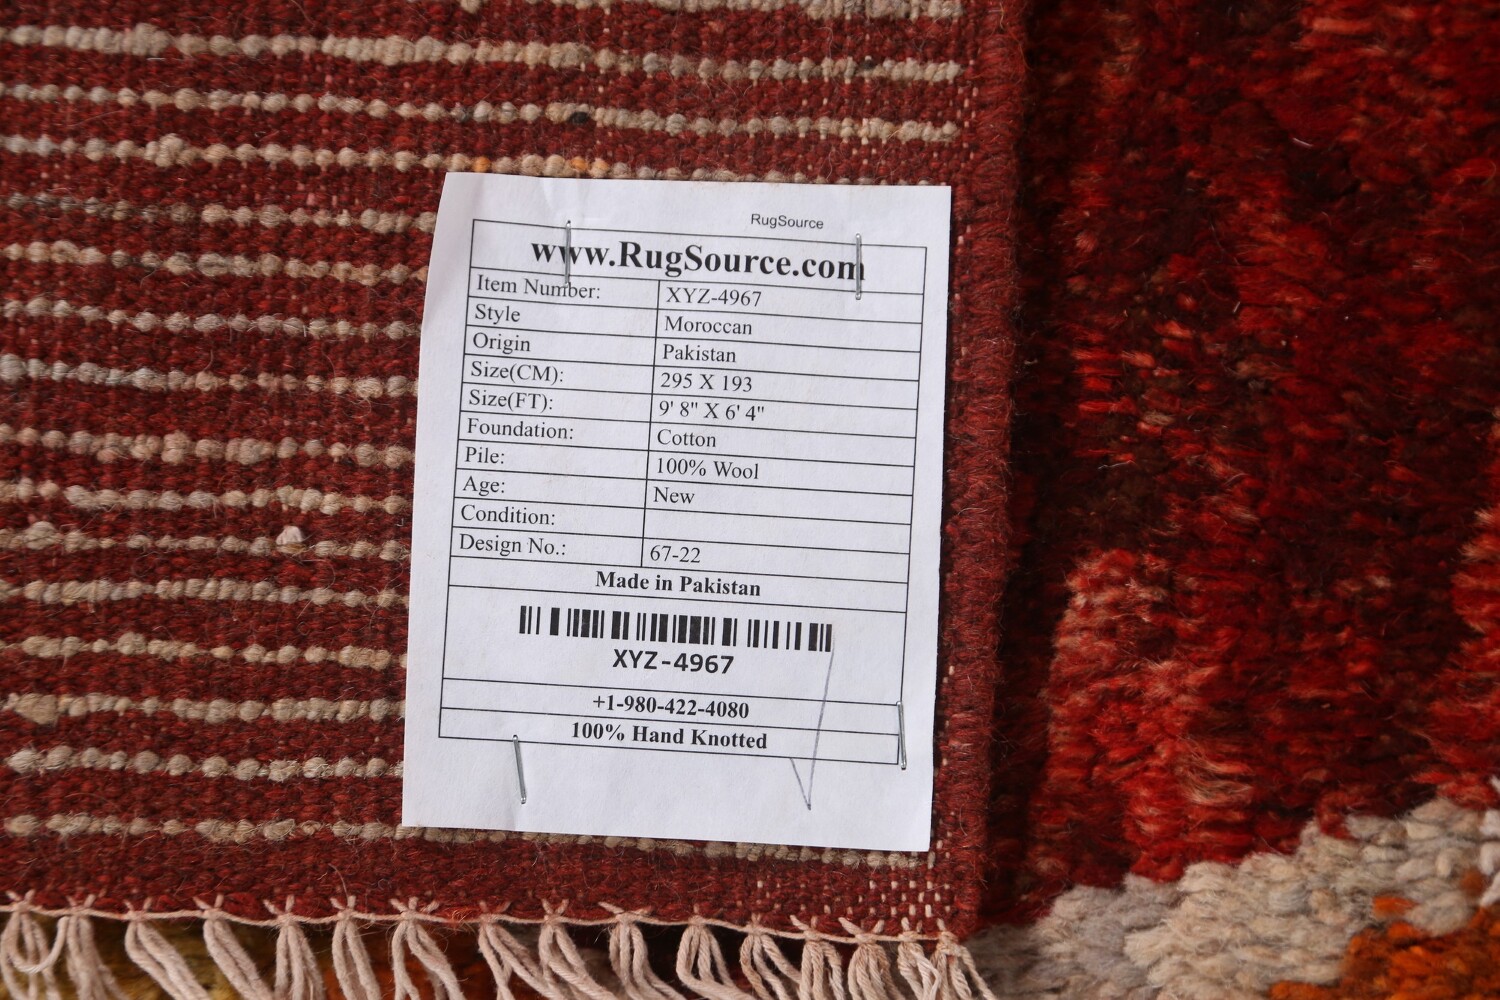 RugSource
www.RugSource.com
Item Number: XYZ-4967
Style Moroccan
Origin Pakistan
Size(CM): 295 X 193
Size(FT): 9' 8" X 6' 4"
Foundation: Cotton
Pile: 100% Wool
Age: New
Condition:
Design No.: 67-22
Made in Pakistan
XYZ-4967
+1-980-422-4080
100% Hand Knotted